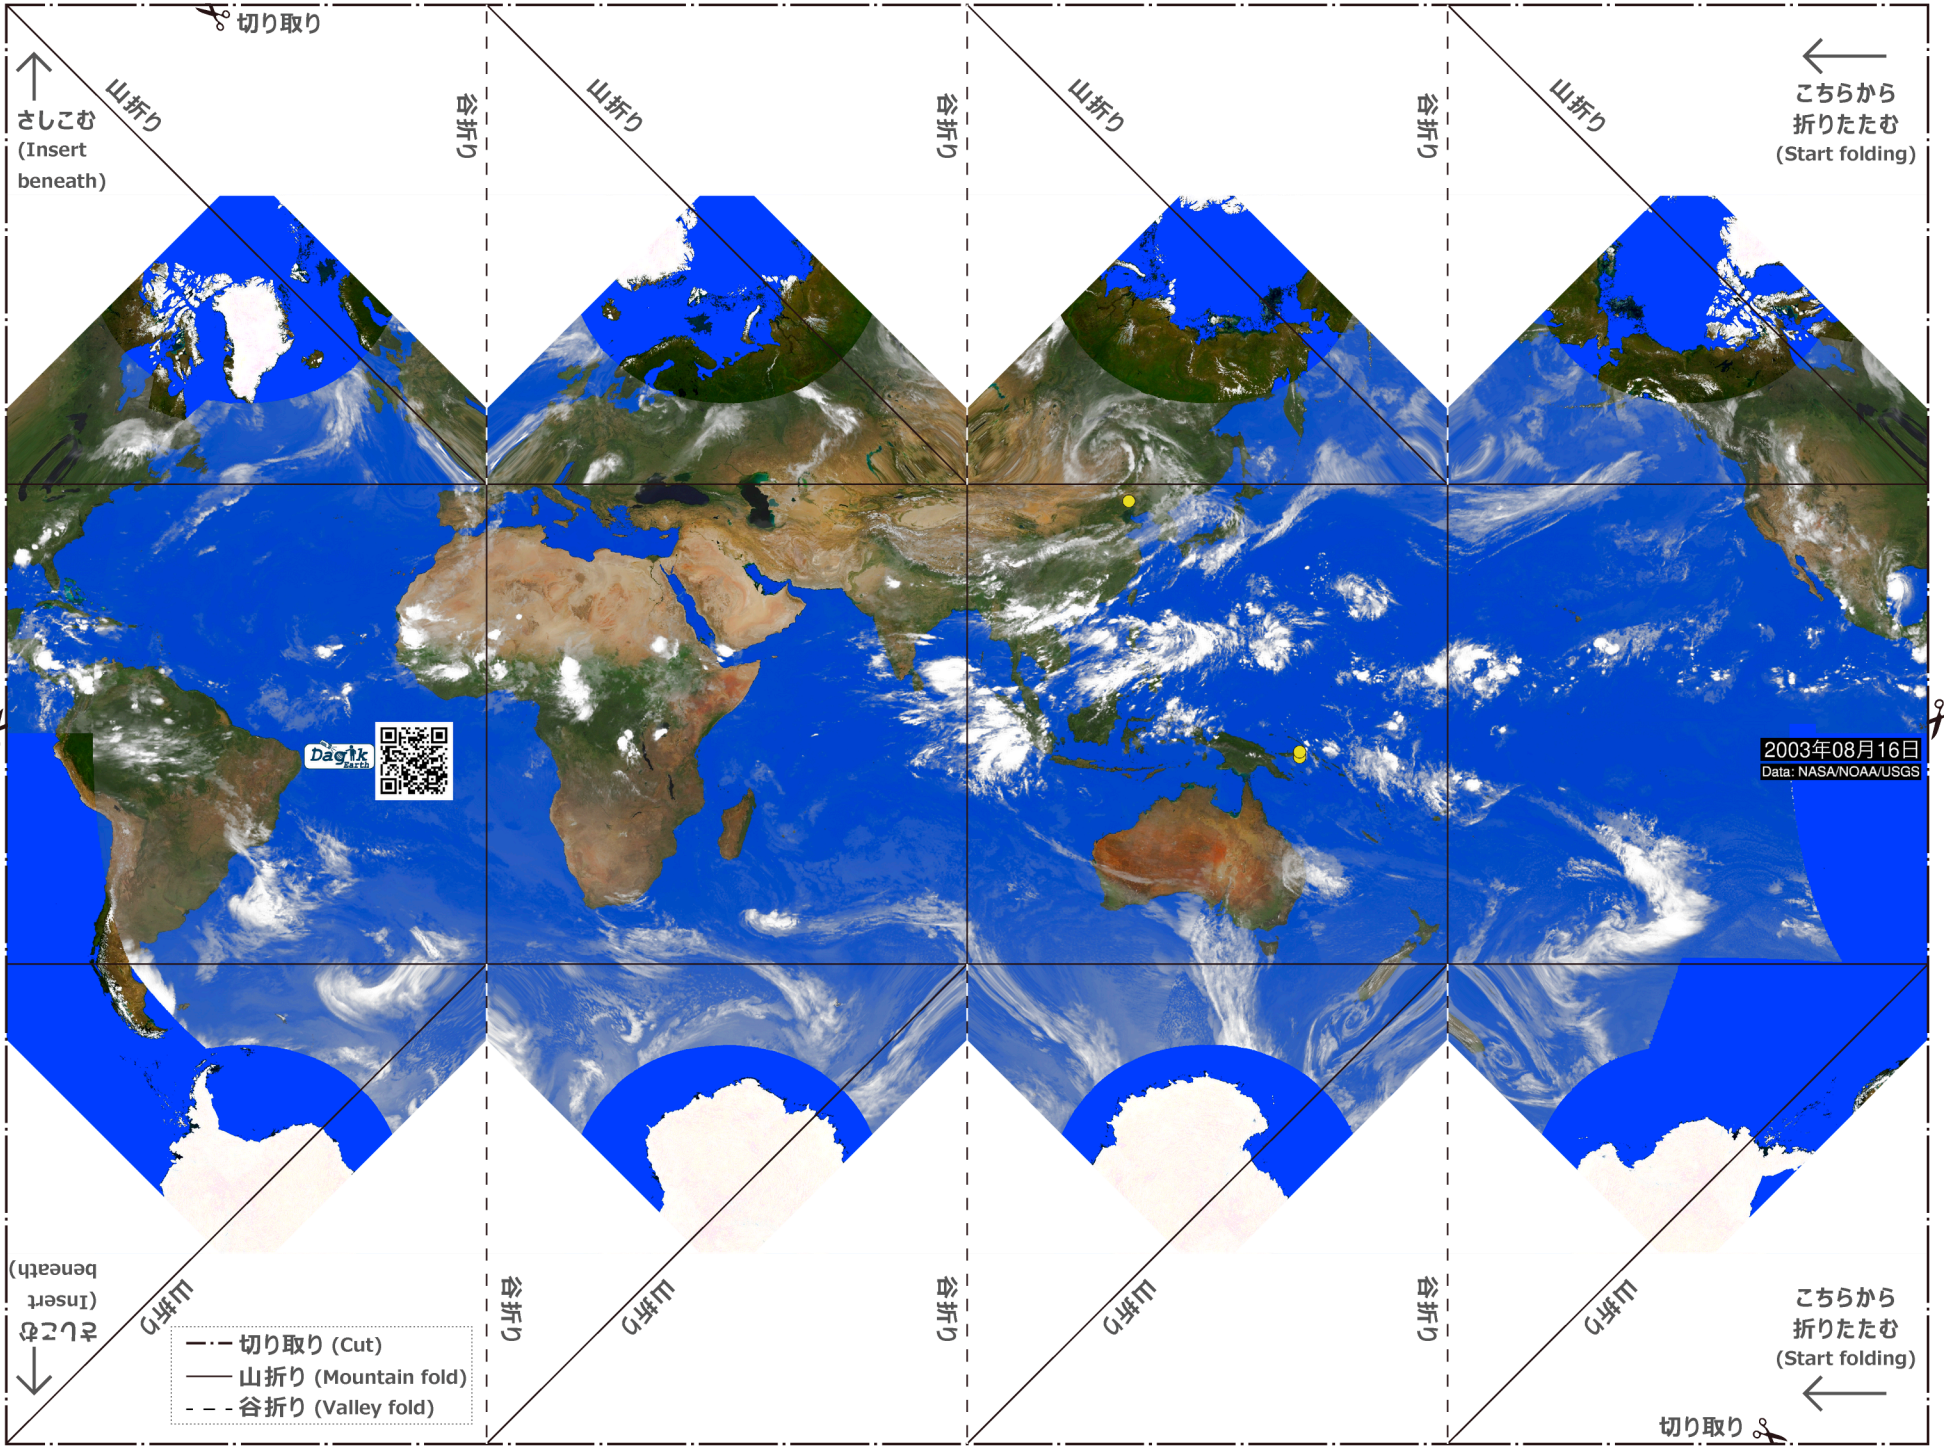 切り取り
山折り
谷折り
山折り
谷折り
山折り
谷折り
山折り
さしこむ
(Insert
beneath)
こちらから
折りたたむ
(Start folding)
Dagik
Earth
2003年08月16日
Data: NASA/NOAA/USGS
さしこむ
(Insert
beneath)
山折り
谷折り
山折り
谷折り
山折り
谷折り
山折り
切り取り (Cut)
山折り (Mountain fold)
谷折り (Valley fold)
こちらから
折りたたむ
(Start folding)
切り取り